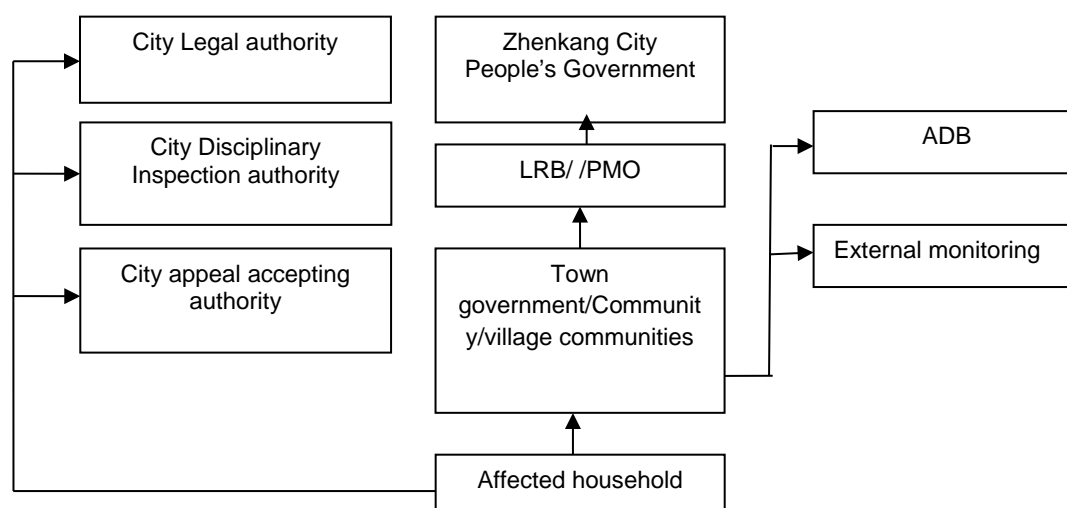 City Legal authority
City Disciplinary
Inspection authority
City appeal accepting
authority
Zhenkang City
People's Government
LRB/ /PMO
Town
government/Communit
y/village communities
Affected household
ADB
External monitoring